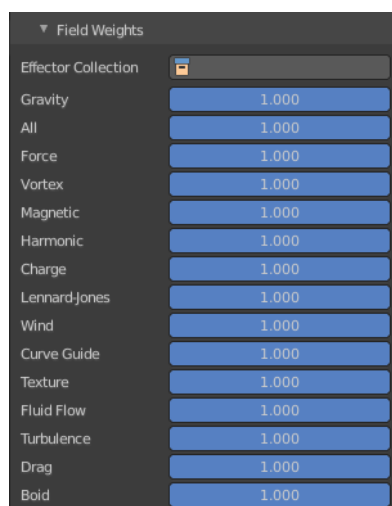 Field Weights
Effector Collection
Gravity 1.000
All 1.000
Force 1.000
Vortex 1.000
Magnetic 1.000
Harmonic 1.000
Charge 1.000
Lennard-Jones 1.000
Wind 1.000
Curve Guide 1.000
Texture 1.000
Fluid Flow 1.000
Turbulence 1.000
Drag 1.000
Boid 1.000